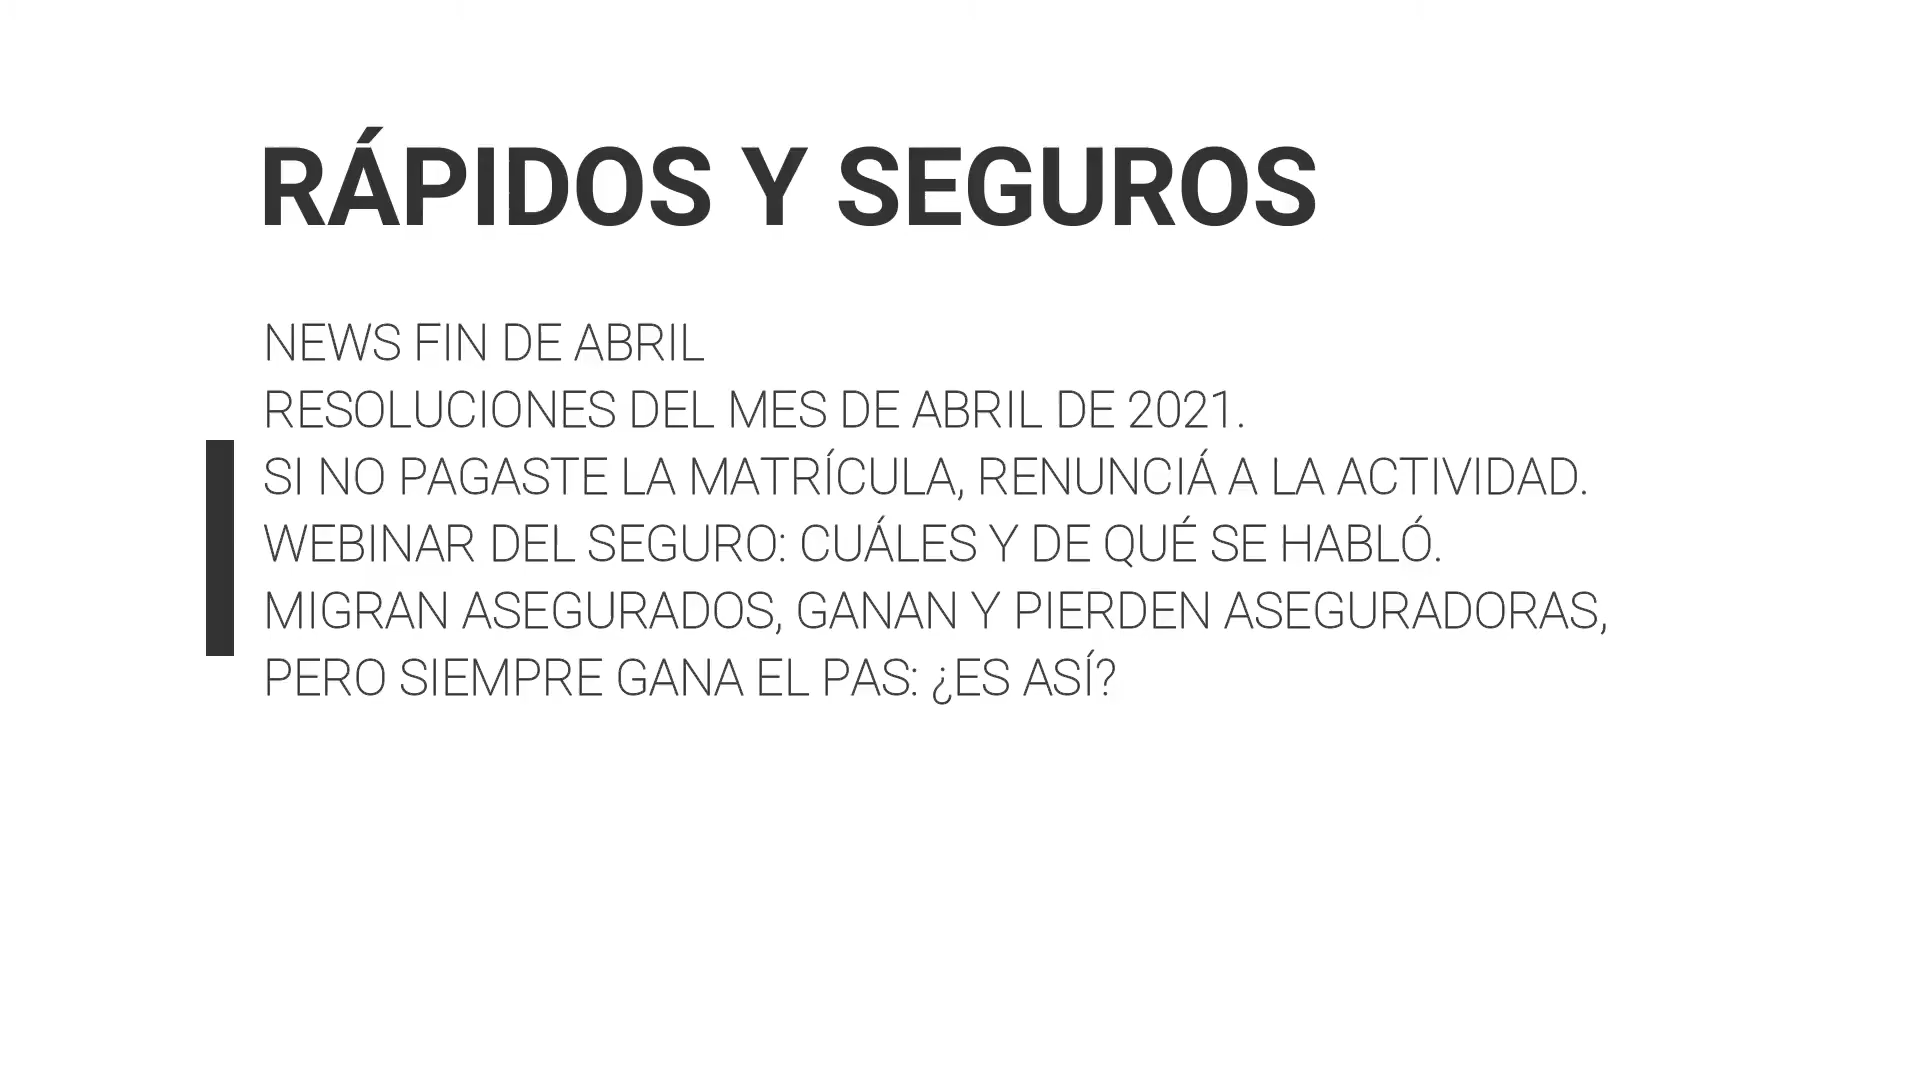 RÁPIDOS Y SEGUROS
NEWS FIN DE ABRIL
RESOLUCIONES DEL MES DE ABRIL DE 2021.
SI NO PAGASTE LA MATRÍCULA, RENUNCIÁ A LA ACTIVIDAD.
WEBINAR DEL SEGURO: CUÁLES Y DE QUÉ SE HABLÓ.
MIGRAN ASEGURADOS, GANAN Y PIERDEN ASEGURADORAS,
PERO SIEMPRE GANA EL PAS: ¿ES ASÍ?